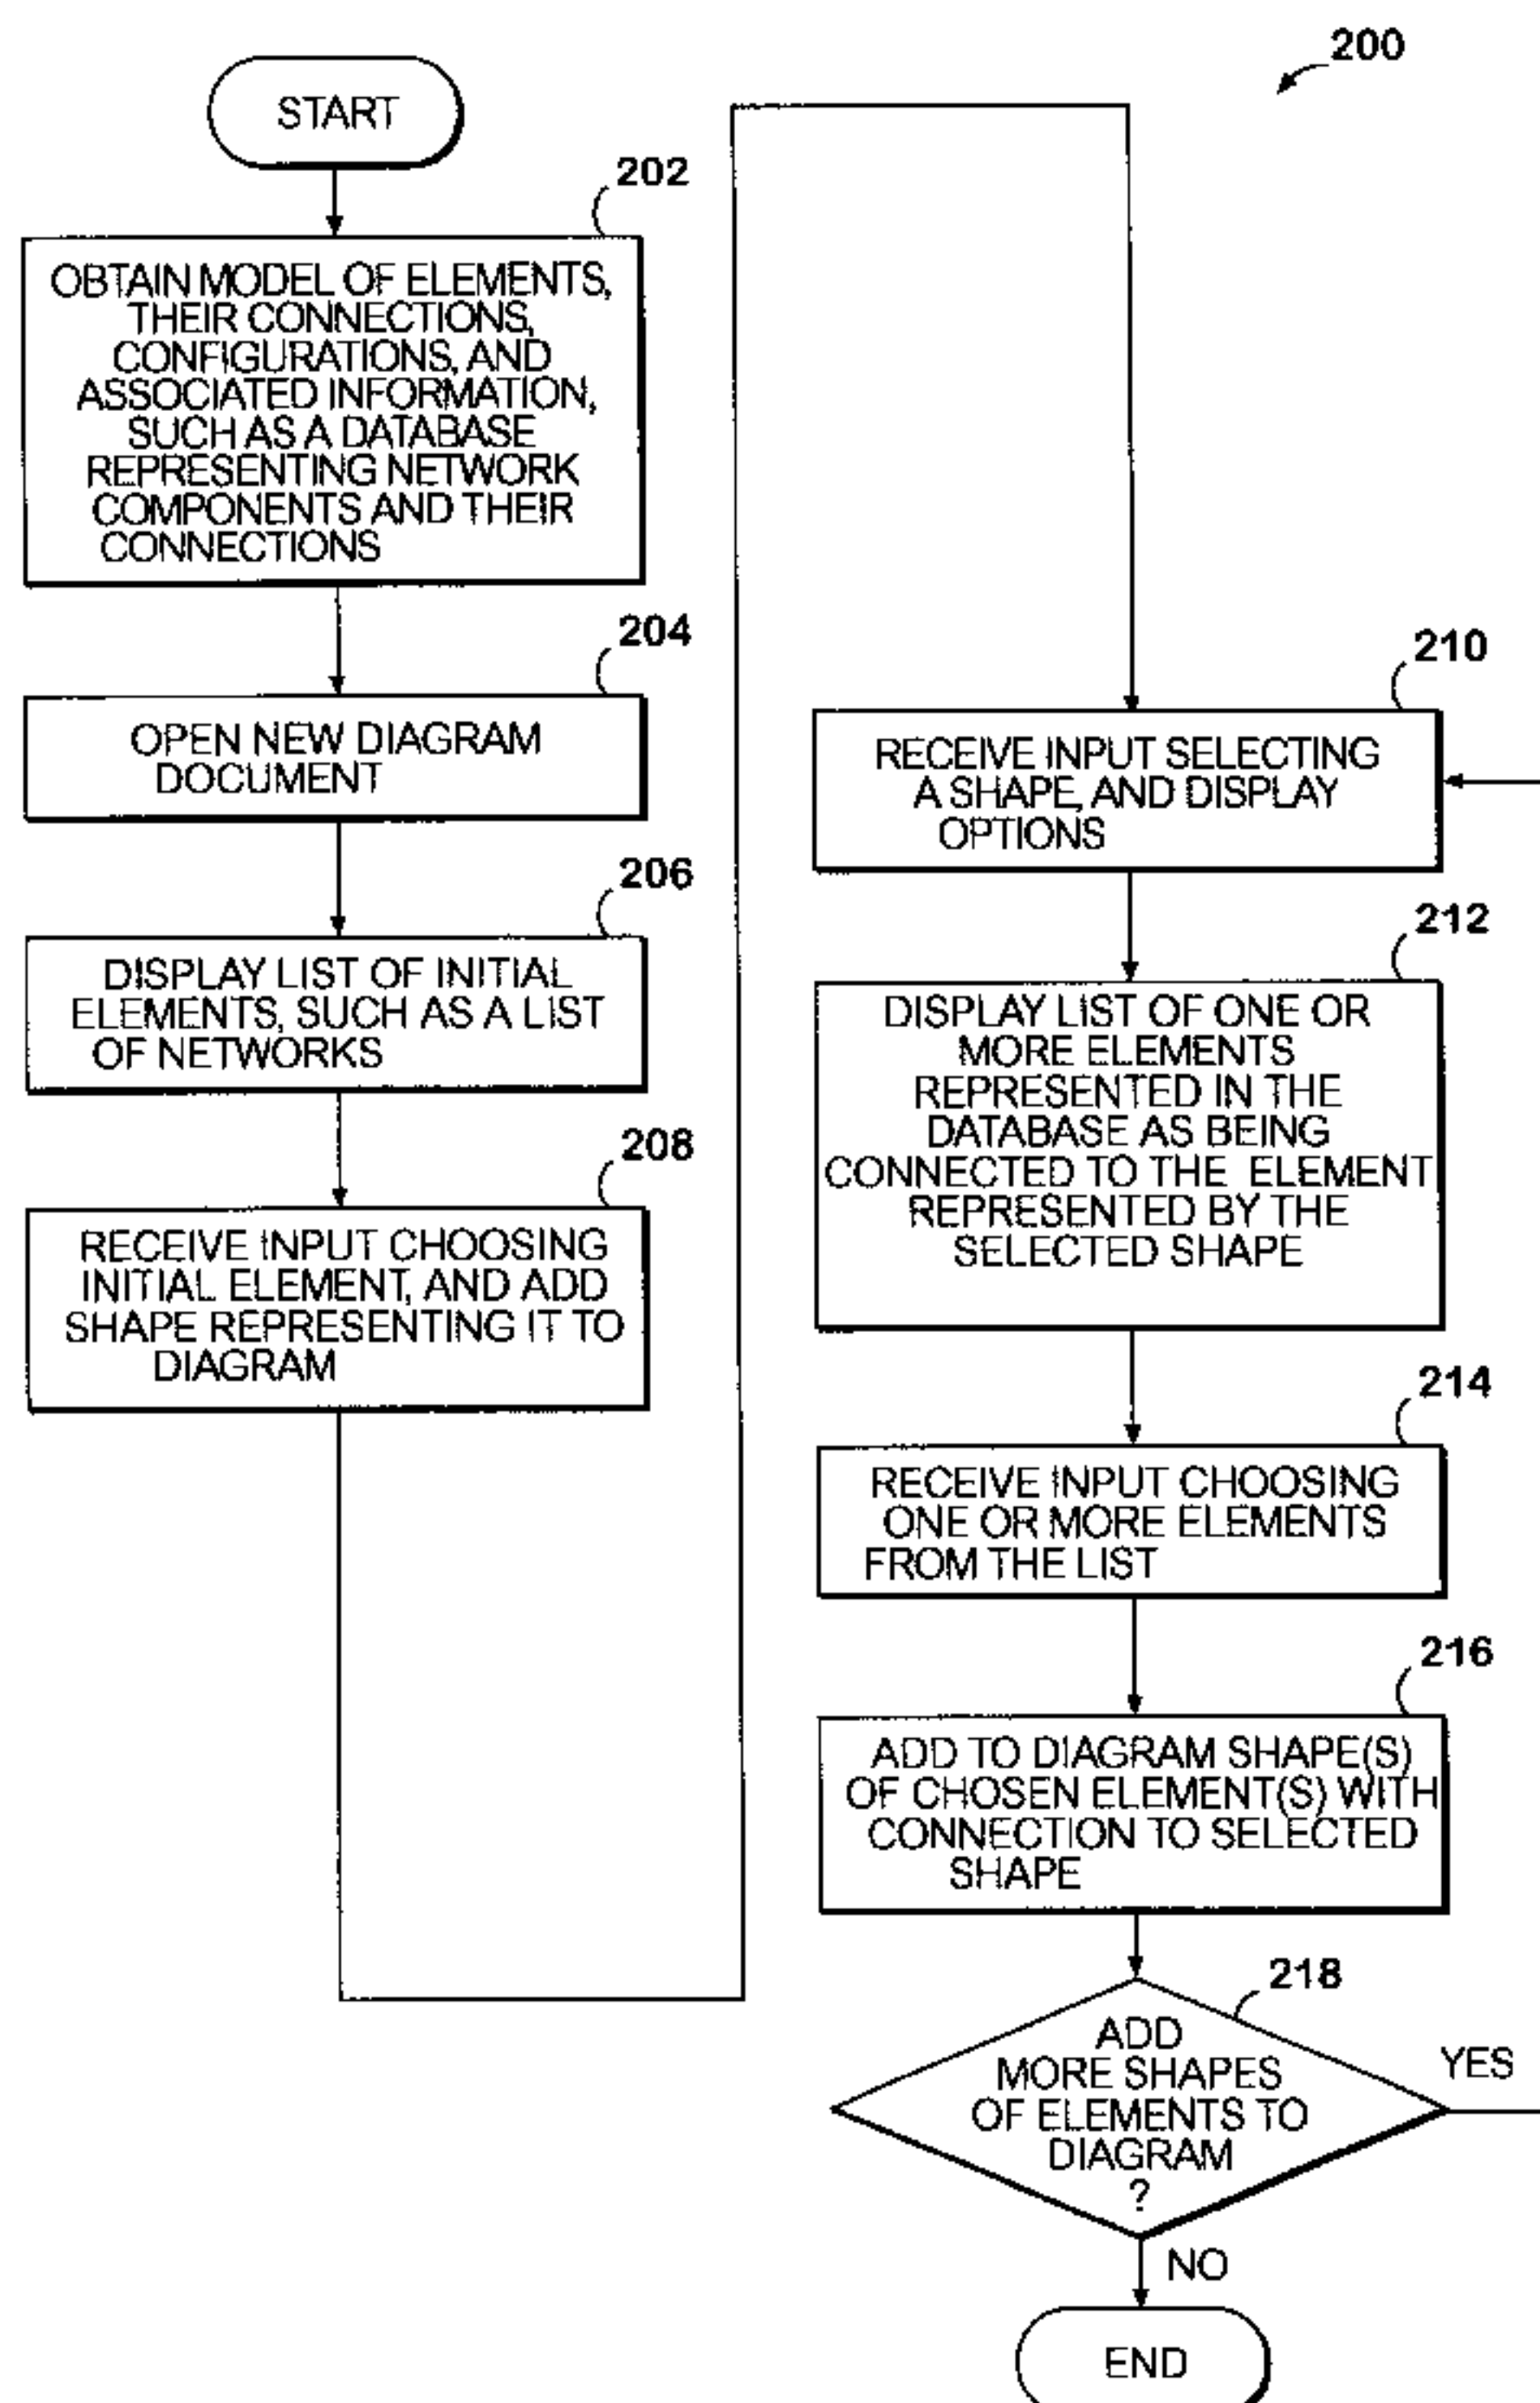 200
START
202
OBTAIN MODEL OF ELEMENTS,
THEIR CONNECTIONS,
CONFIGURATIONS, AND
ASSOCIATED INFORMATION,
SUCH AS A DATABASE
REPRESENTING NETWORK
COMPONENTS AND THEIR
CONNECTIONS
204
OPEN NEW DIAGRAM
DOCUMENT
206
DISPLAY LIST OF INITIAL
ELEMENTS, SUCH AS A LIST
OF NETWORKS
208
RECEIVE INPUT CHOOSING
INITIAL ELEMENT, AND ADD
SHAPE REPRESENTING IT TO
DIAGRAM
210
RECEIVE INPUT SELECTING
A SHAPE, AND DISPLAY
OPTIONS
212
DISPLAY LIST OF ONE OR
MORE ELEMENTS
REPRESENTED IN THE
DATABASE AS BEING
CONNECTED TO THE ELEMENT
REPRESENTED BY THE
SELECTED SHAPE
214
RECEIVE INPUT CHOOSING
ONE OR MORE ELEMENTS
FROM THE LIST
216
ADD TO DIAGRAM SHAPE(S)
OF CHOSEN ELEMENT(S) WITH
CONNECTION TO SELECTED
SHAPE
218
ADD
MORE SHAPES
OF ELEMENTS TO
DIAGRAM
?
YES
NO
END